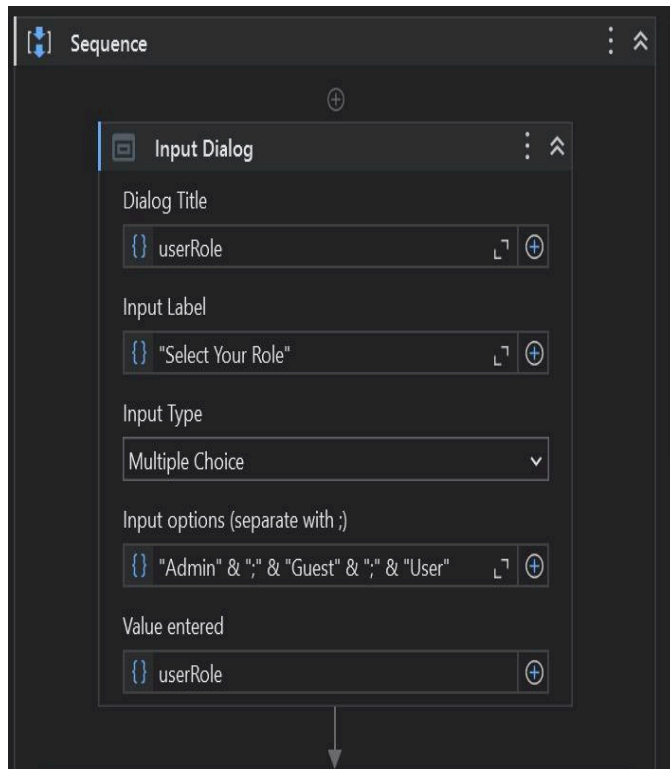 Sequence
Input Dialog
Dialog Title
{} userRole
Input Label
{} "Select Your Role"
Input Type
Multiple Choice
Input options (separate with ;)
{} "Admin" & ";" & "Guest" & ";" & "User"
Value entered
{} userRole